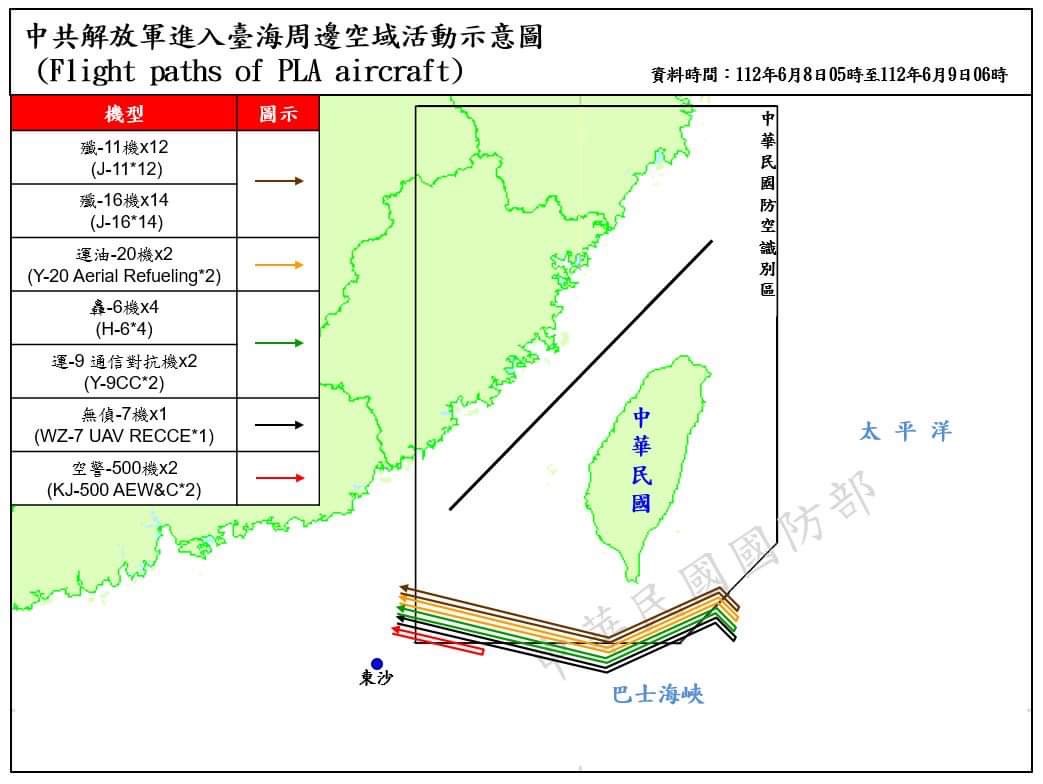 中共解放軍進入臺海周邊空域活動示意圖
(Flight paths of PLA aircraft)
資料時間：112年6月8日05時至112年6月9日06時
機型
圖示
殲-11機x12
(J-11*12)
殲-16機x14
(J-16*14)
運油-20機x2
(Y-20 Aerial Refueling*2)
轟-6機x4
(H-6*4)
運-9 通信對抗機x2
(Y-9CC*2)
無偵-7機x1
(WZ-7 UAV RECCE*1)
空警-500機x2
(KJ-500 AEW&C*2)
中華民國防空識別區
中華民國
太平洋
中華民國國防部
東沙
巴士海峽